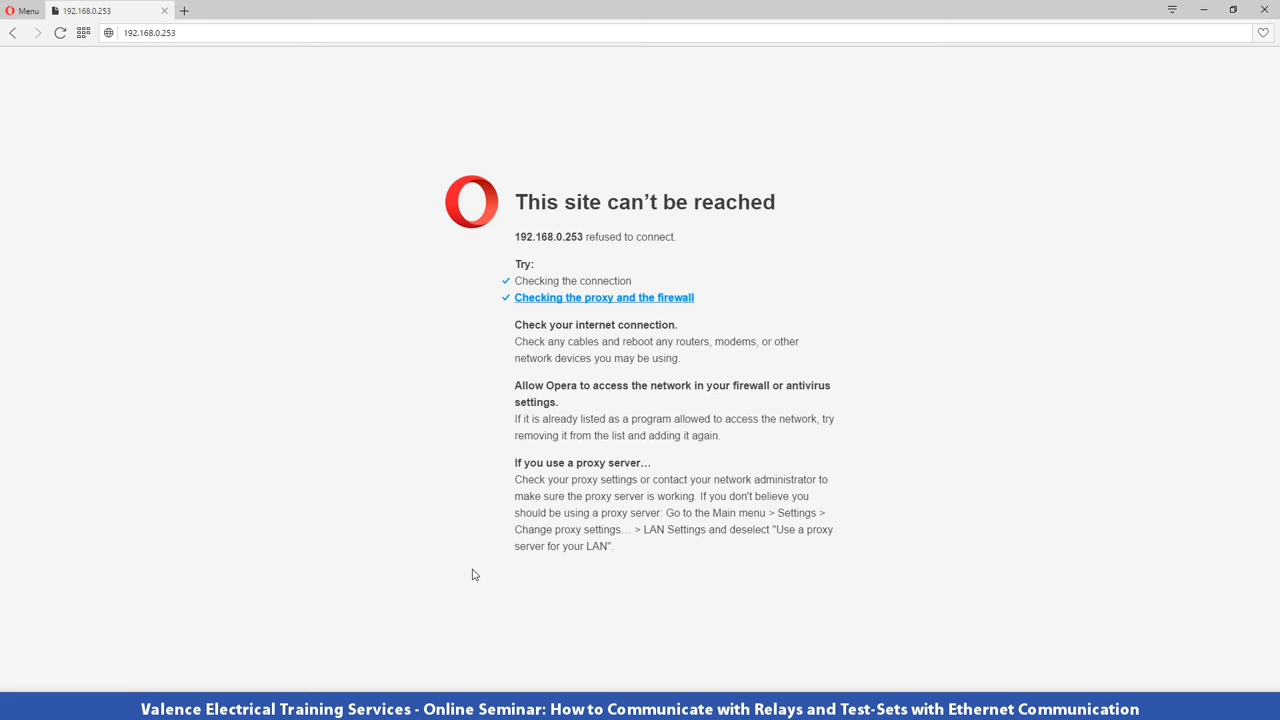 Menu
192.168.0.253
192.168.0.253
This site can’t be reached
192.168.0.253 refused to connect.
Try:
Checking the connection
Checking the proxy and the firewall
Check your internet connection.
Check any cables and reboot any routers, modems, or other
network devices you may be using.
Allow Opera to access the network in your firewall or antivirus
settings.
If it is already listed as a program allowed to access the network, try
removing it from the list and adding it again.
If you use a proxy server…
Check your proxy settings or contact your network administrator to
make sure the proxy server is working. If you don't believe you
should be using a proxy server: Go to the Main menu > Settings >
Change proxy settings… > LAN Settings and deselect "Use a proxy
server for your LAN".
Valence Electrical Training Services - Online Seminar: How to Communicate with Relays and Test-Sets with Ethernet Communication